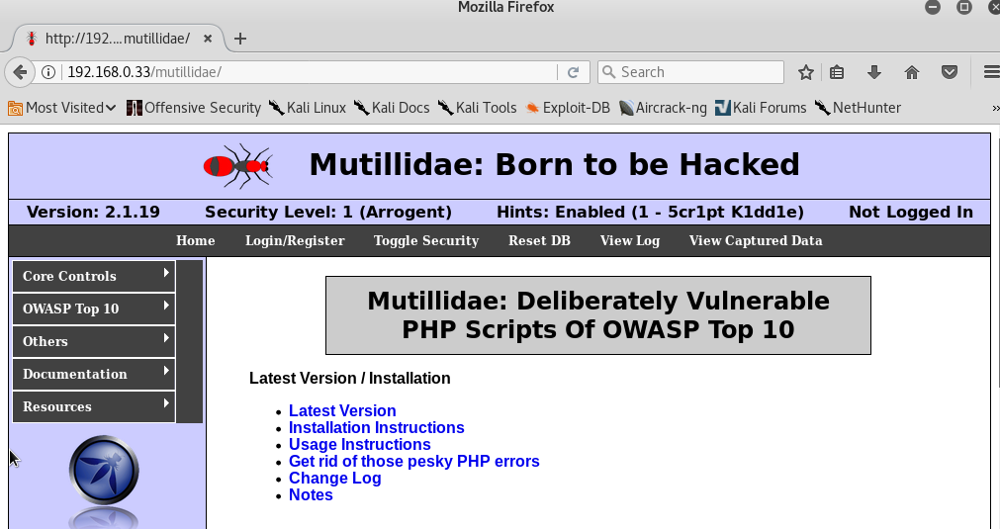 Mozilla Firefox
http://192....mutillidae/
192.168.0.33/mutillidae/ Search
Most Visited Offensive Security Kali Linux Kali Docs Kali Tools Exploit-DB Aircrack-ng Kali Forums NetHunter »
Mutillidae: Born to be Hacked
Version: 2.1.19 Security Level: 1 (Arrogent) Hints: Enabled (1 - 5cr1pt K1dd1e) Not Logged In
Home Login/Register Toggle Security Reset DB View Log View Captured Data
Core Controls
OWASP Top 10
Others
Documentation
Resources
Mutillidae: Deliberately Vulnerable
PHP Scripts Of OWASP Top 10
Latest Version / Installation
Latest Version
Installation Instructions
Usage Instructions
Get rid of those pesky PHP errors
Change Log
Notes